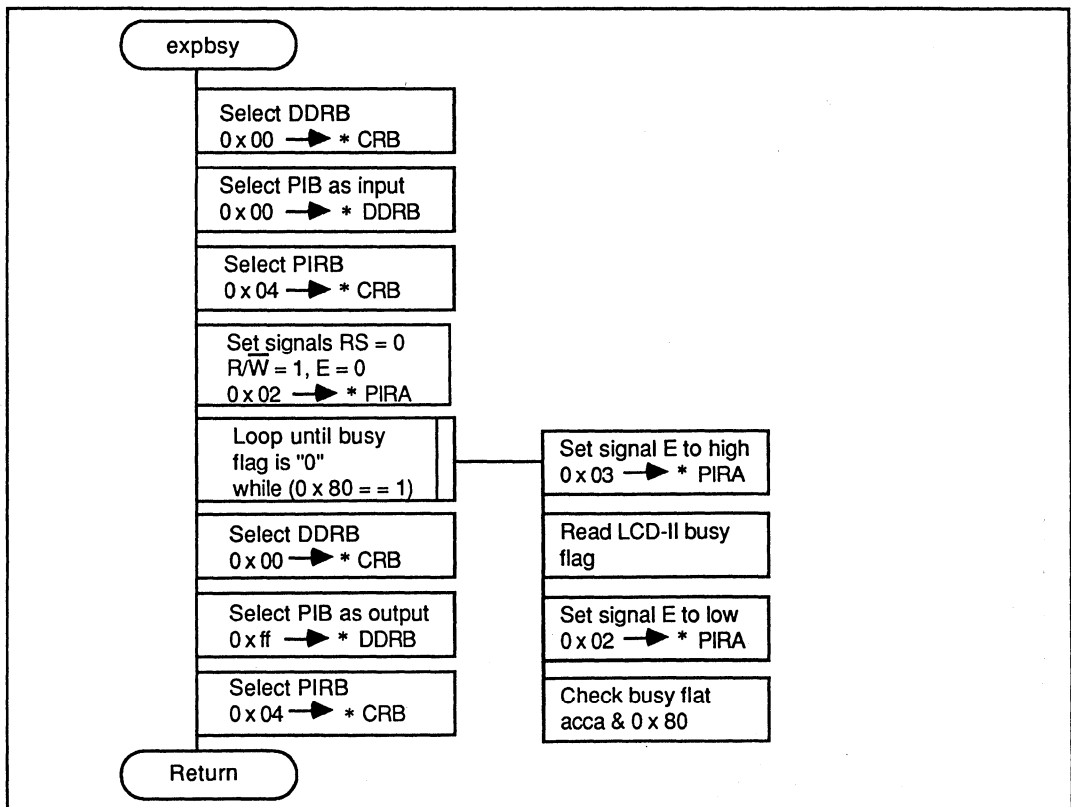 expbsy
Select DDRB
0 x 00 → * CRB
Select PIB as input
0 x 00 → * DDRB
Select PIRB
0 x 04 → * CRB
Set signals RS = 0
R/W̅ = 1, E = 0
0 x 02 → * PIRA
Loop until busy
flag is "0"
while (0 x 80 = = 1)
Set signal E to high
0 x 03 → * PIRA
Read LCD-II busy
flag
Set signal E to low
0 x 02 → * PIRA
Check busy flat
acca & 0 x 80
Select DDRB
0 x 00 → * CRB
Select PIB as output
0 x ff → * DDRB
Select PIRB
0 x 04 → * CRB
Return